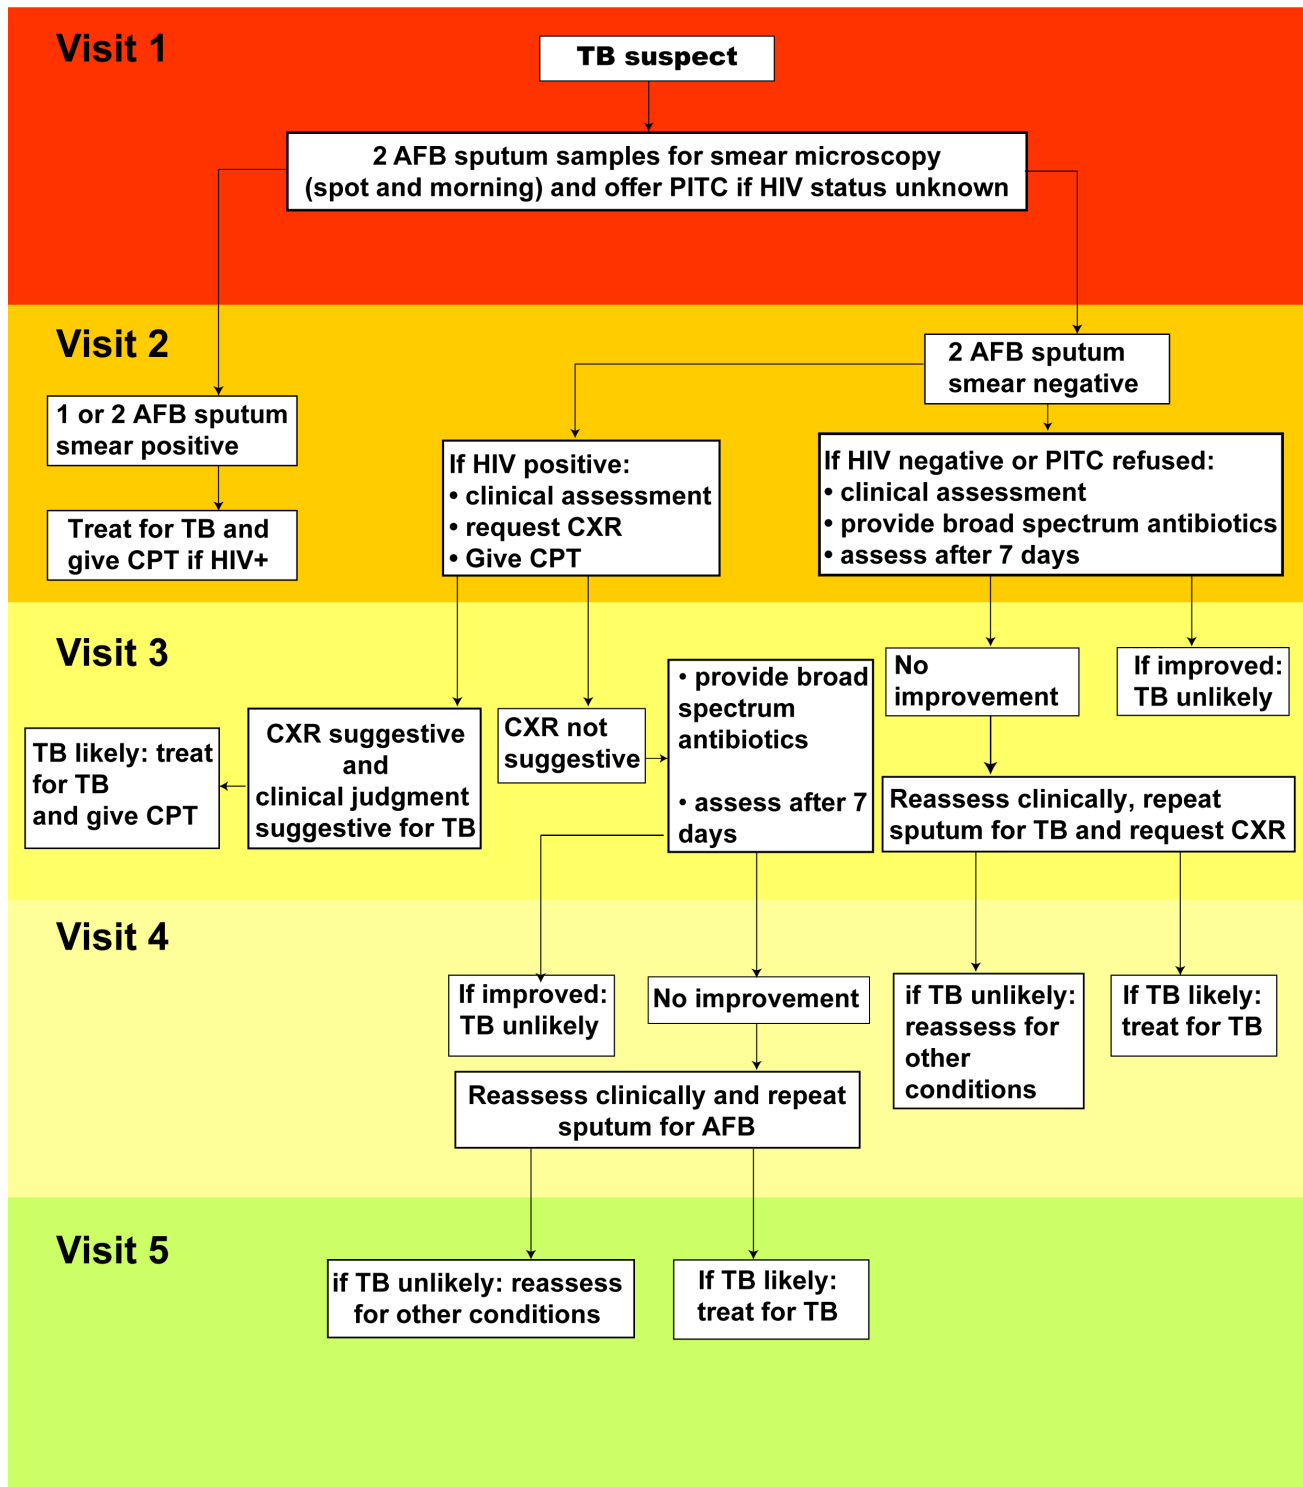 Visit 1
TB suspect
2 AFB sputum samples for smear microscopy
(spot and morning) and offer PITC if HIV status unknown
Visit 2
2 AFB sputum
smear negative
1 or 2 AFB sputum
smear positive
Treat for TB and
give CPT if HIV+
If HIV positive:
• clinical assessment
• request CXR
• Give CPT
If HIV negative or PITC refused:
• clinical assessment
• provide broad spectrum antibiotics
• assess after 7 days
Visit 3
TB likely: treat
for TB
and give CPT
CXR suggestive
and
clinical judgment
suggestive for TB
CXR not
suggestive
• provide broad
spectrum
antibiotics
• assess after 7
days
No
improvement
If improved:
TB unlikely
Reassess clinically, repeat
sputum for TB and request CXR
Visit 4
If improved:
TB unlikely
No improvement
if TB unlikely:
reassess for
other
conditions
If TB likely:
treat for TB
Reassess clinically and repeat
sputum for AFB
Visit 5
if TB unlikely: reassess
for other conditions
If TB likely:
treat for TB